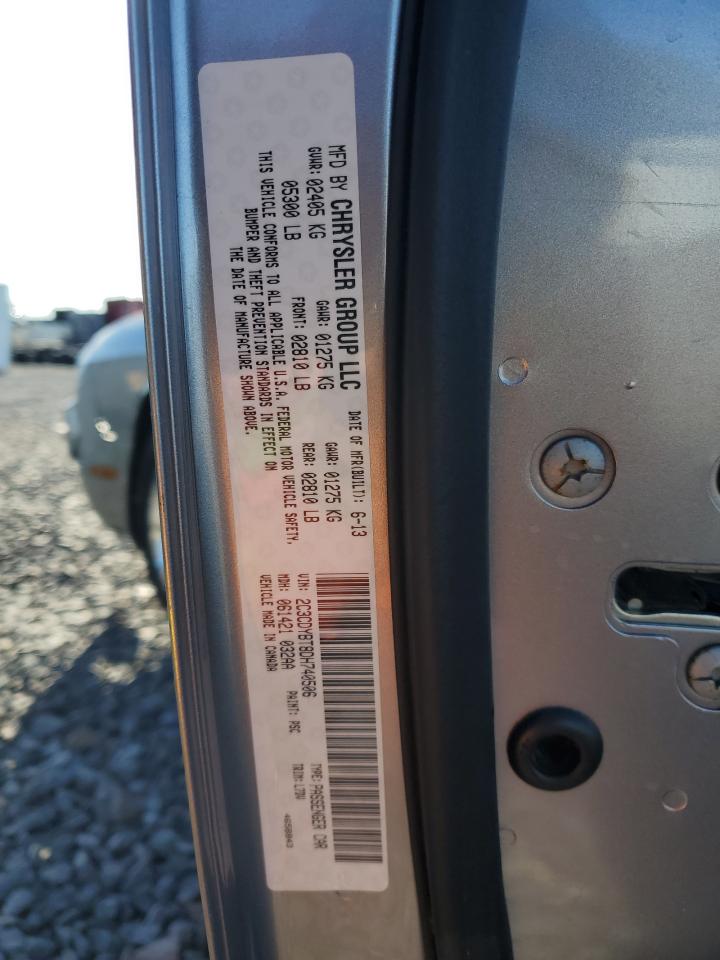 MFD BY CHRYSLER GROUP LLC DATE OF MFR(BUILT): 6-13
GVWR: 02405 KG GAWR: 01275 KG GAWR: 01275 KG
05300 LB FRONT: 02810 LB REAR: 02810 LB
THIS VEHICLE CONFORMS TO ALL APPLICABLE U.S.A. FEDERAL MOTOR VEHICLE SAFETY,
BUMPER AND THEFT PREVENTION STANDARDS IN EFFECT ON
THE DATE OF MANUFACTURE SHOWN ABOVE.
VIN: 2C3CDYBT8DH740506 TYPE: PASSENGER CAR
MDH: 061421 032AA PAINT: PSC TRIM: L7DV
VEHICLE MADE IN CANADA 4658043